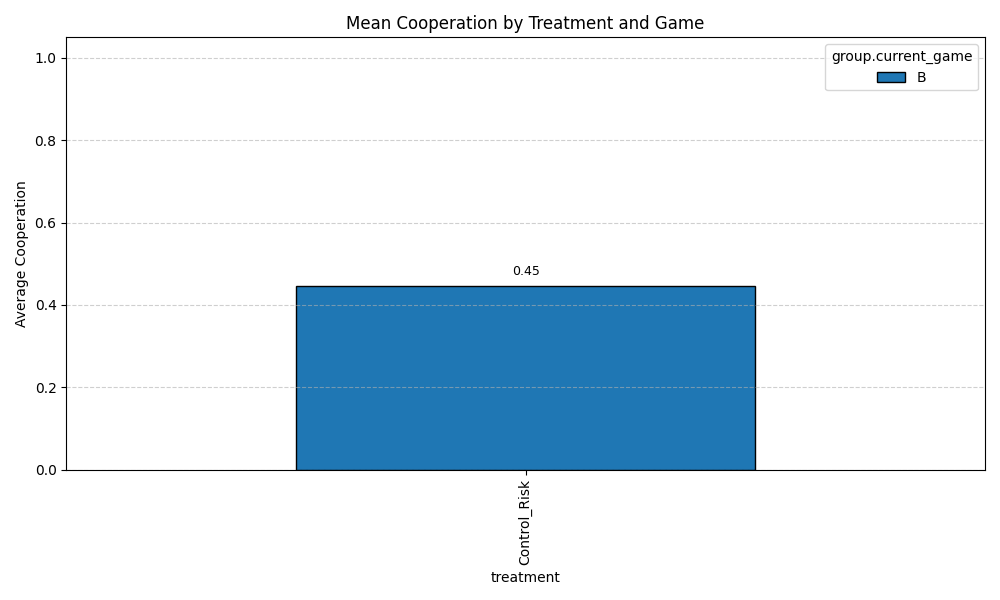 Mean Cooperation by Treatment and Game
group.current_game
B
Average Cooperation
1.0
0.8
0.6
0.4
0.2
0.0
0.45
Control_Risk
treatment